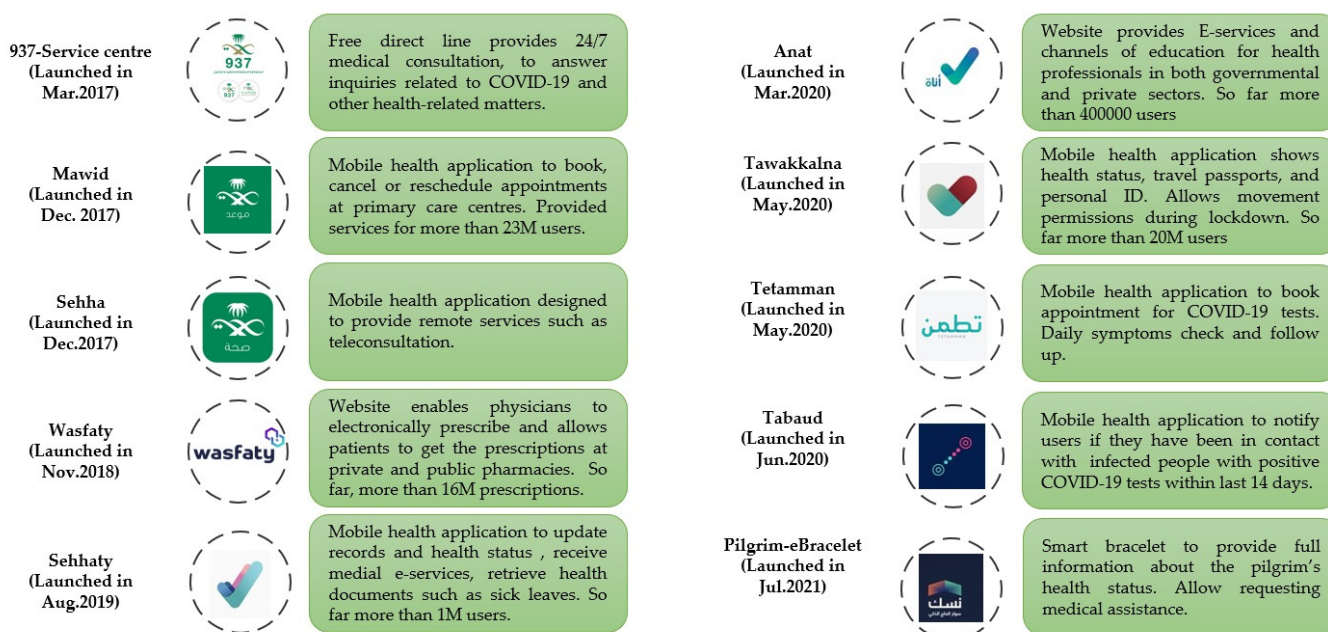 937-Service centre
(Launched in
Mar.2017)
937
937
Free direct line provides 24/7
medical consultation, to answer
inquiries related to COVID-19 and
other health-related matters.
Mawid
(Launched in
Dec. 2017)
موعد
Mobile health application to book,
cancel or reschedule appointments
at primary care centres. Provided
services for more than 23M users.
Sehha
(Launched in
Dec.2017)
صحة
Mobile health application designed
to provide remote services such as
teleconsultation.
Wasfaty
(Launched in
Nov.2018)
wasfaty
Website enables physicians to
electronically prescribe and allows
patients to get the prescriptions at
private and public pharmacies. So
far, more than 16M prescriptions.
Sehhaty
(Launched in
Aug.2019)
Mobile health application to update
records and health status , receive
medial e-services, retrieve health
documents such as sick leaves. So
far more than 1M users.
Anat
(Launched in
Mar.2020)
أناة
Website provides E-services and
channels of education for health
professionals in both governmental
and private sectors. So far more
than 400000 users
Tawakkalna
(Launched in
May.2020)
Mobile health application shows
health status, travel passports, and
personal ID. Allows movement
permissions during lockdown. So
far more than 20M users
Tetamman
(Launched in
May.2020)
تطمن
TETAMMAN
Mobile health application to book
appointment for COVID-19 tests.
Daily symptoms check and follow
up.
Tabaud
(Launched in
Jun.2020)
Mobile health application to notify
users if they have been in contact
with infected people with positive
COVID-19 tests within last 14 days.
Pilgrim-eBracelet
(Launched in
Jul.2021)
نسك
سوار الحاج الذكي
Smart bracelet to provide full
information about the pilgrim's
health status. Allow requesting
medical assistance.